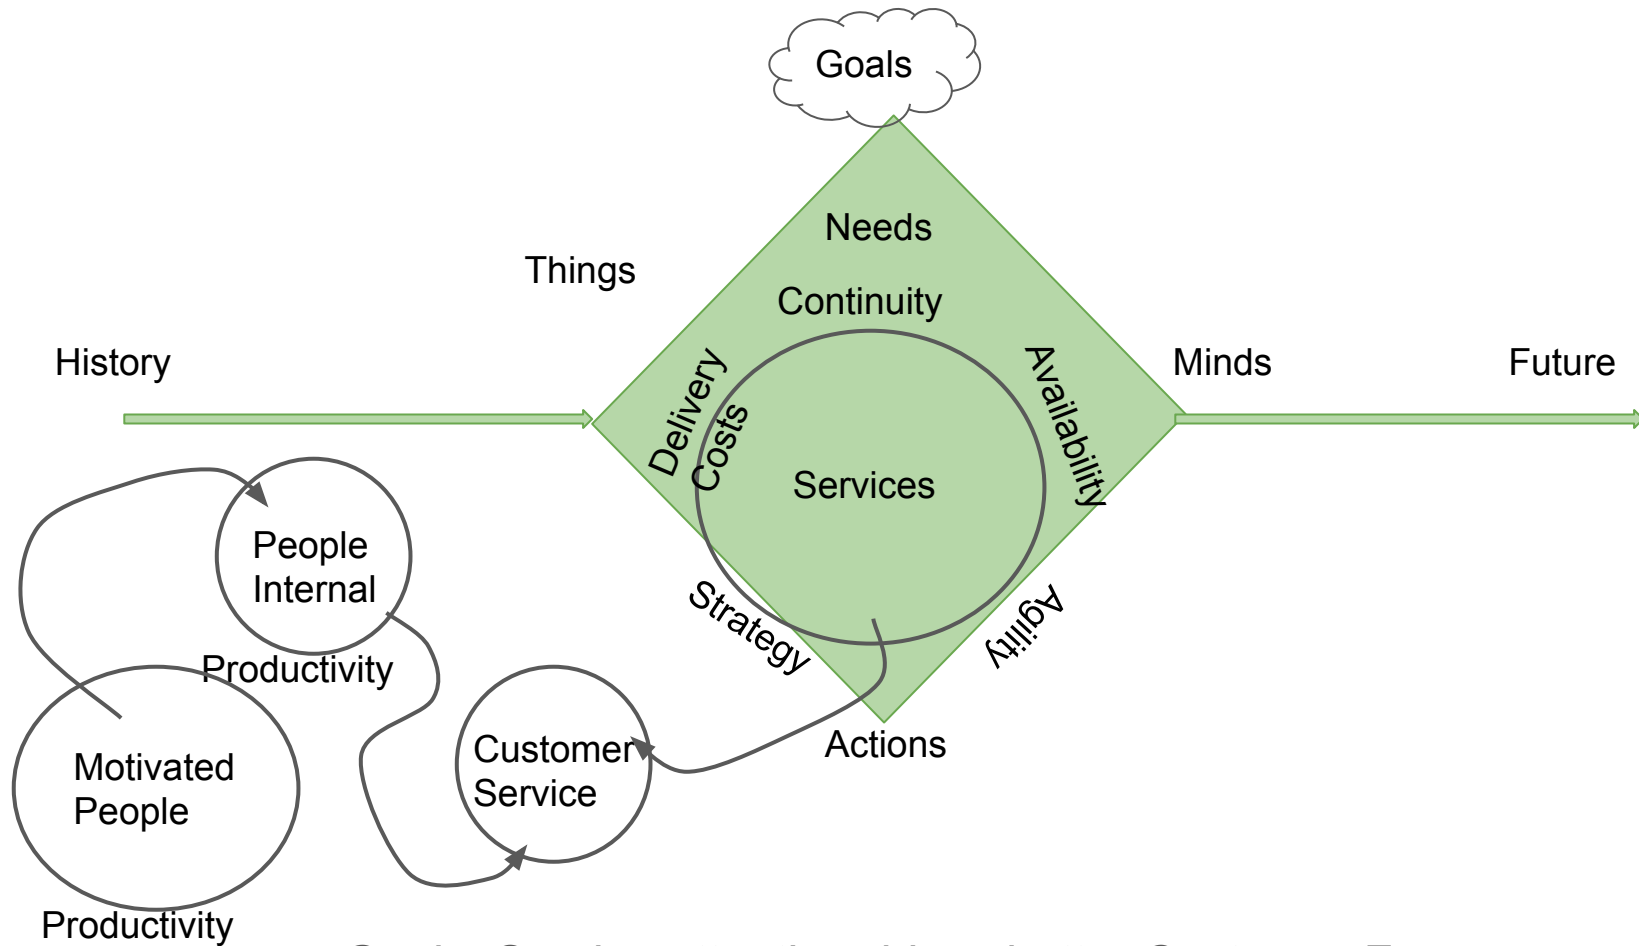 Goals
Needs
Things
Continuity
History
Delivery
Costs
Availability
Minds
Future
Services
People
Internal
Strategy
Agility
Productivity
Actions
Customer
Service
Motivated
People
Productivity